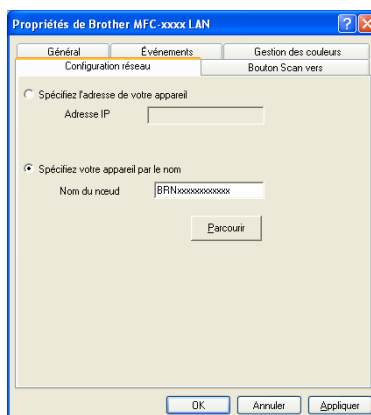 Propriétés de Brother MFC-xxxx LAN
Général Événements Gestion des couleurs
Configuration réseau Bouton Scan vers
Spécifiez l'adresse de votre appareil
Adresse IP
Spécifiez votre appareil par le nom
Nom du nœud BRNxxxxxxxxxxxx
Parcourir
OK Annuler Appliquer